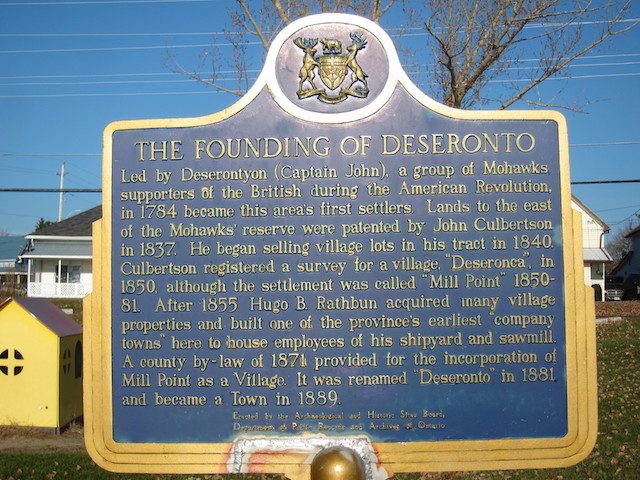 THE FOUNDING OF DESERONTO
Led by Deserontyon (Captain John), a group of Mohawks,
supporters of the British during the American Revolution,
in 1784 became this area's first settlers. Lands to the east
of the Mohawks' reserve were patented by John Culbertson
in 1837. He began selling village lots in his tract in 1840.
Culbertson registered a survey for a village, "Deseronca", in
1850, although the settlement was called "Mill Point" 1850-
81. After 1855 Hugo B. Rathbun acquired many village
properties and built one of the province's earliest "company
towns" here to house employees of his shipyard and sawmill.
A county by-law of 1871 provided for the incorporation of
Mill Point as a Village. It was renamed "Deseronto" in 1881
and became a Town in 1889.
Erected by the Archaeological and Historic Sites Board,
Department of Public Records and Archives of Ontario